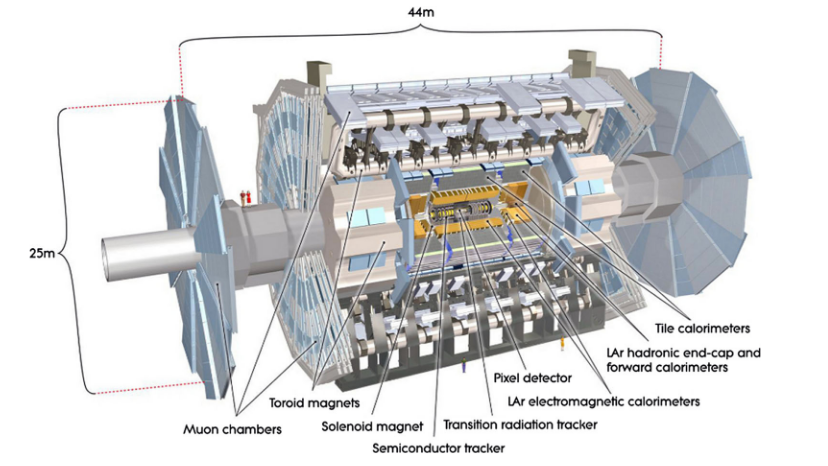 44m
25m
Tile calorimeters
LAr hadronic end-cap and
forward calorimeters
Pixel detector
LAr electromagnetic calorimeters
Toroid magnets
Solenoid magnet
Transition radiation tracker
Muon chambers
Semiconductor tracker